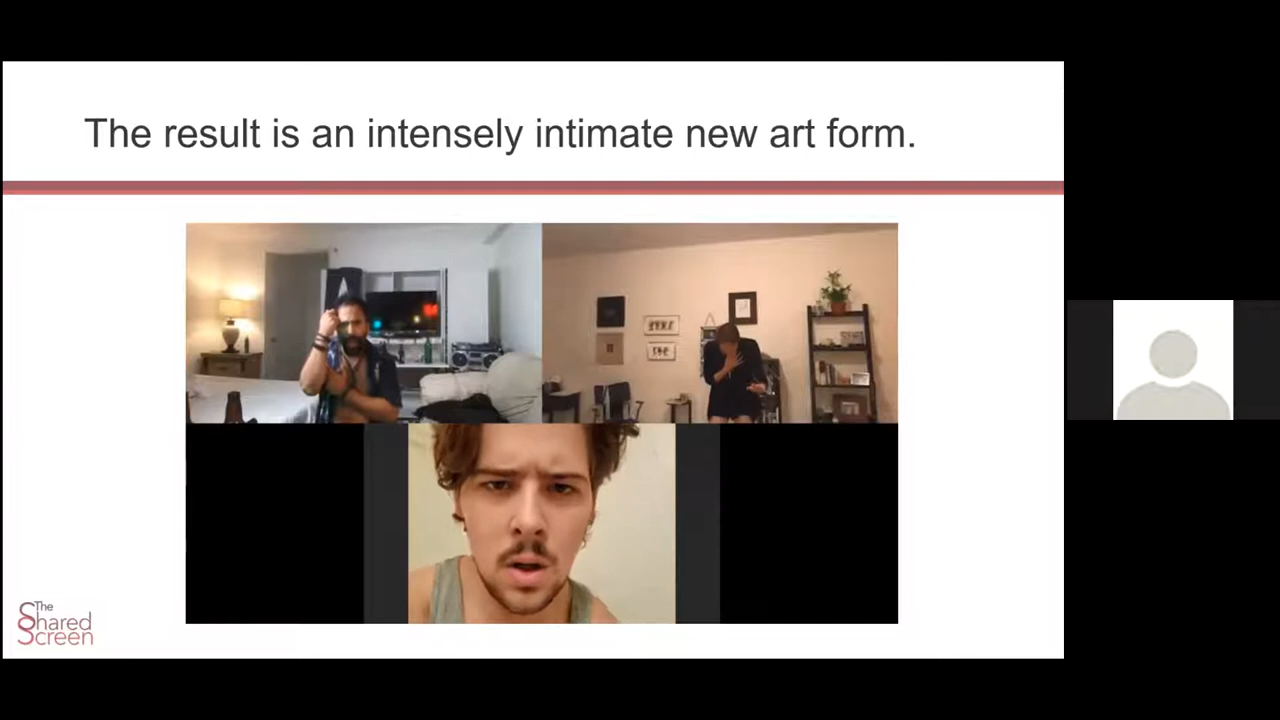 The result is an intensely intimate new art form.
The
Shared
Screen